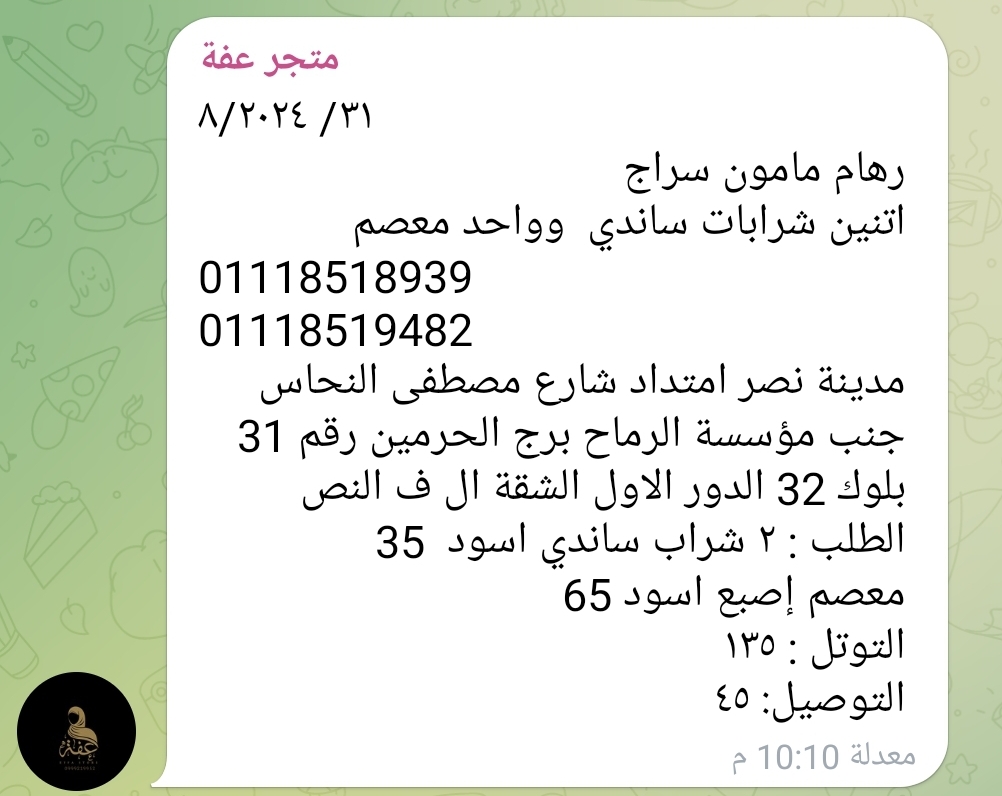 متجر عفة
٣١/ ٨/٢٠٢٤
رهام مامون سراج
اتنين شرابات ساندي  وواحد معصم
01118518939
01118519482
مدينة نصر امتداد شارع مصطفى النحاس
جنب مؤسسة الرماح برج الحرمين رقم 31
بلوك 32 الدور الاول الشقة ال ف النص
الطلب : ٢ شراب ساندي اسود  35
معصم إصبع اسود 65
التوتل : ١٣٥
التوصيل: ٤٥
معدلة 10:10 م
عفة